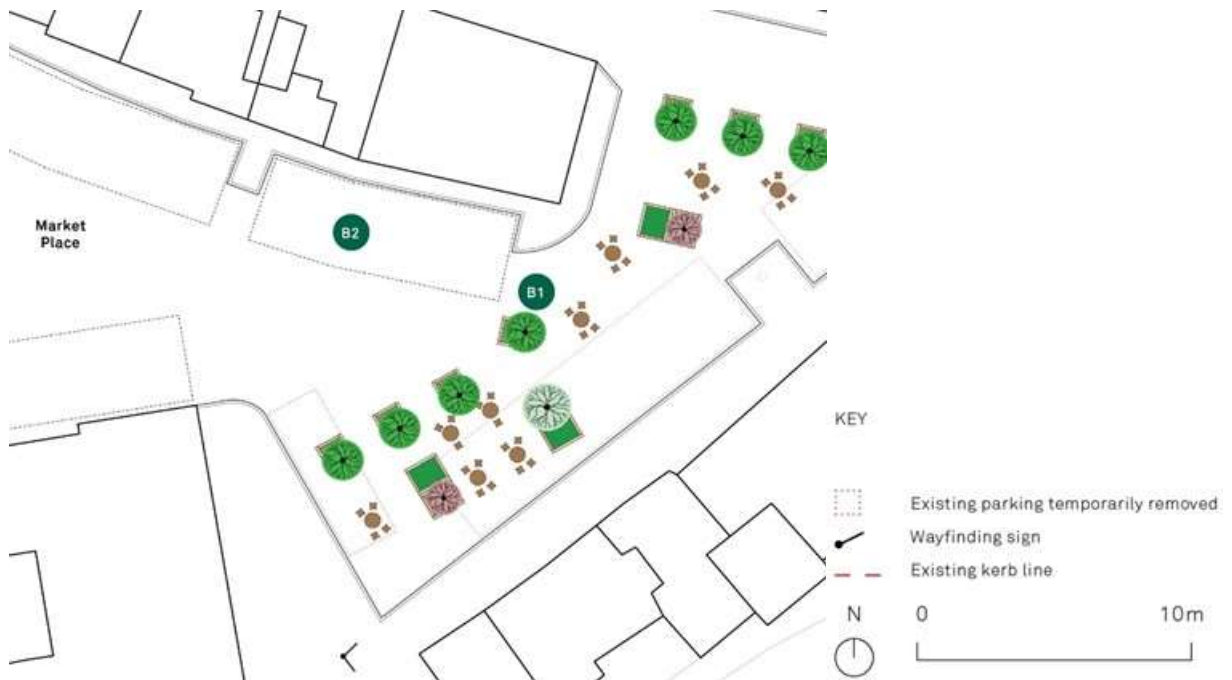 Market
Place
B2
B1
KEY
Existing parking temporarily removed
Wayfinding sign
Existing kerb line
N
0
10m